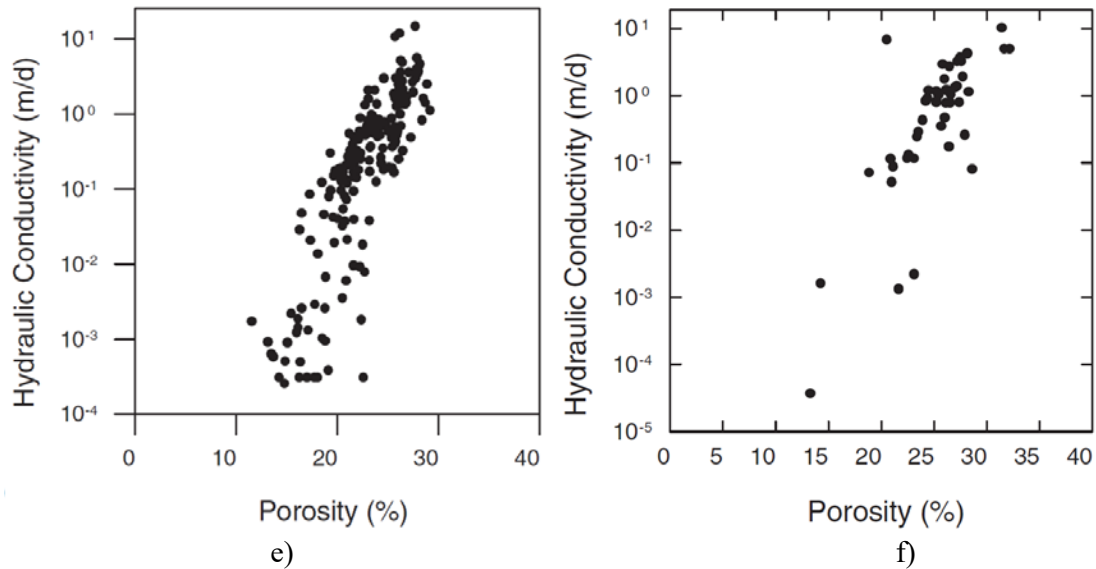 Hydraulic Conductivity (m/d)
10¹
10⁰
10⁻¹
10⁻²
10⁻³
10⁻⁴
0 10 20 30 40
Porosity (%)
e)
Hydraulic Conductivity (m/d)
10¹
10⁰
10⁻¹
10⁻²
10⁻³
10⁻⁴
10⁻⁵
0 5 10 15 20 25 30 35 40
Porosity (%)
f)